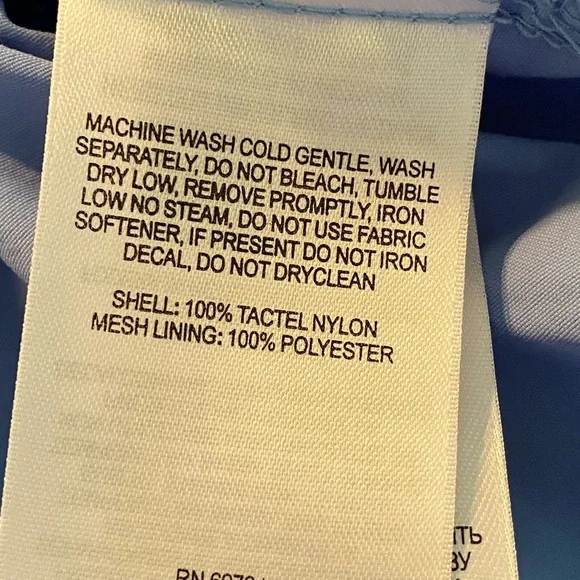 MACHINE WASH COLD GENTLE, WASH
SEPARATELY, DO NOT BLEACH, TUMBLE
DRY LOW, REMOVE PROMPTLY, IRON
LOW NO STEAM, DO NOT USE FABRIC
SOFTENER, IF PRESENT DO NOT IRON
DECAL, DO NOT DRYCLEAN
SHELL: 100% TACTEL NYLON
MESH LINING: 100% POLYESTER
RN